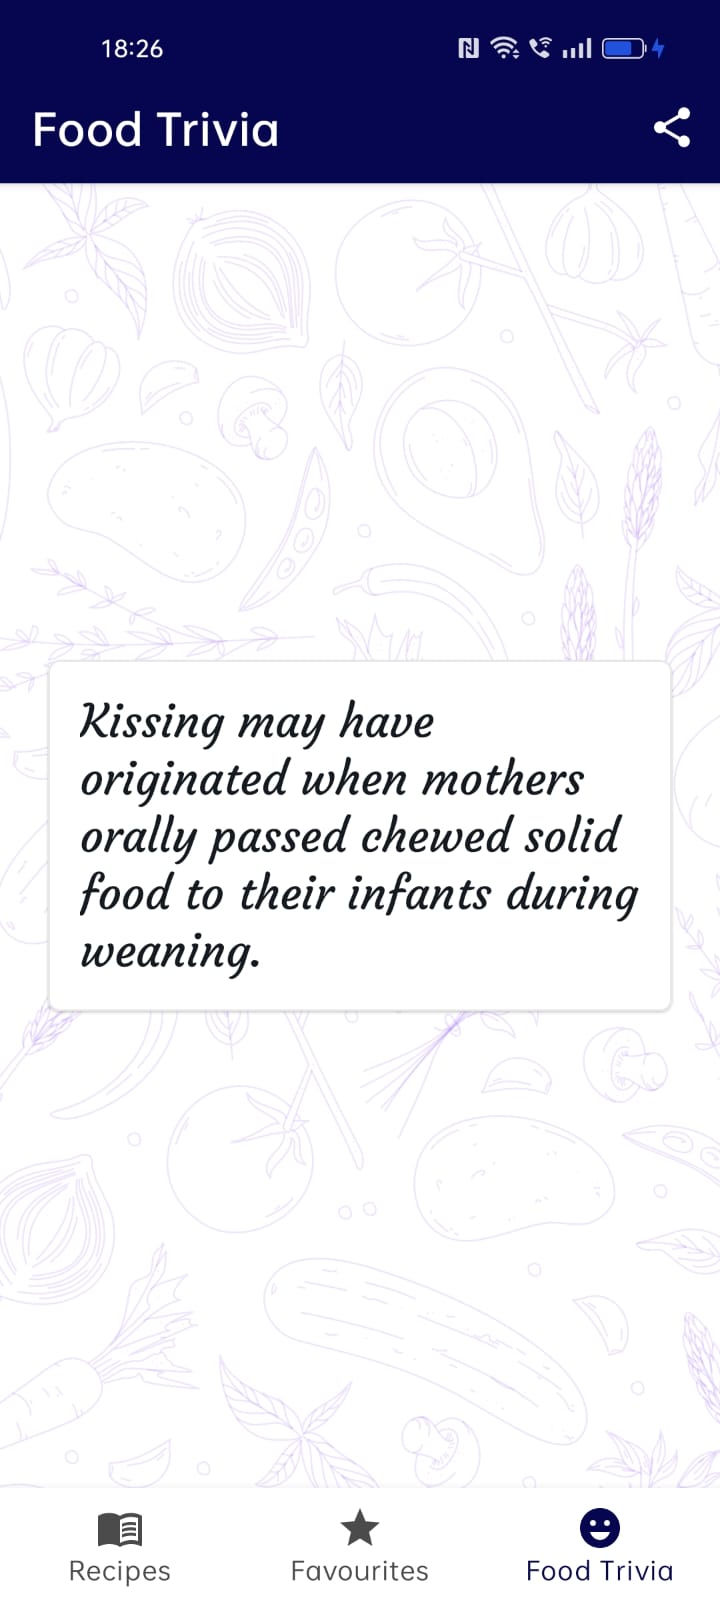 18:26
Food Trivia
Kissing may have
originated when mothers
orally passed chewed solid
food to their infants during
weaning.
Recipes
Favourites
Food Trivia